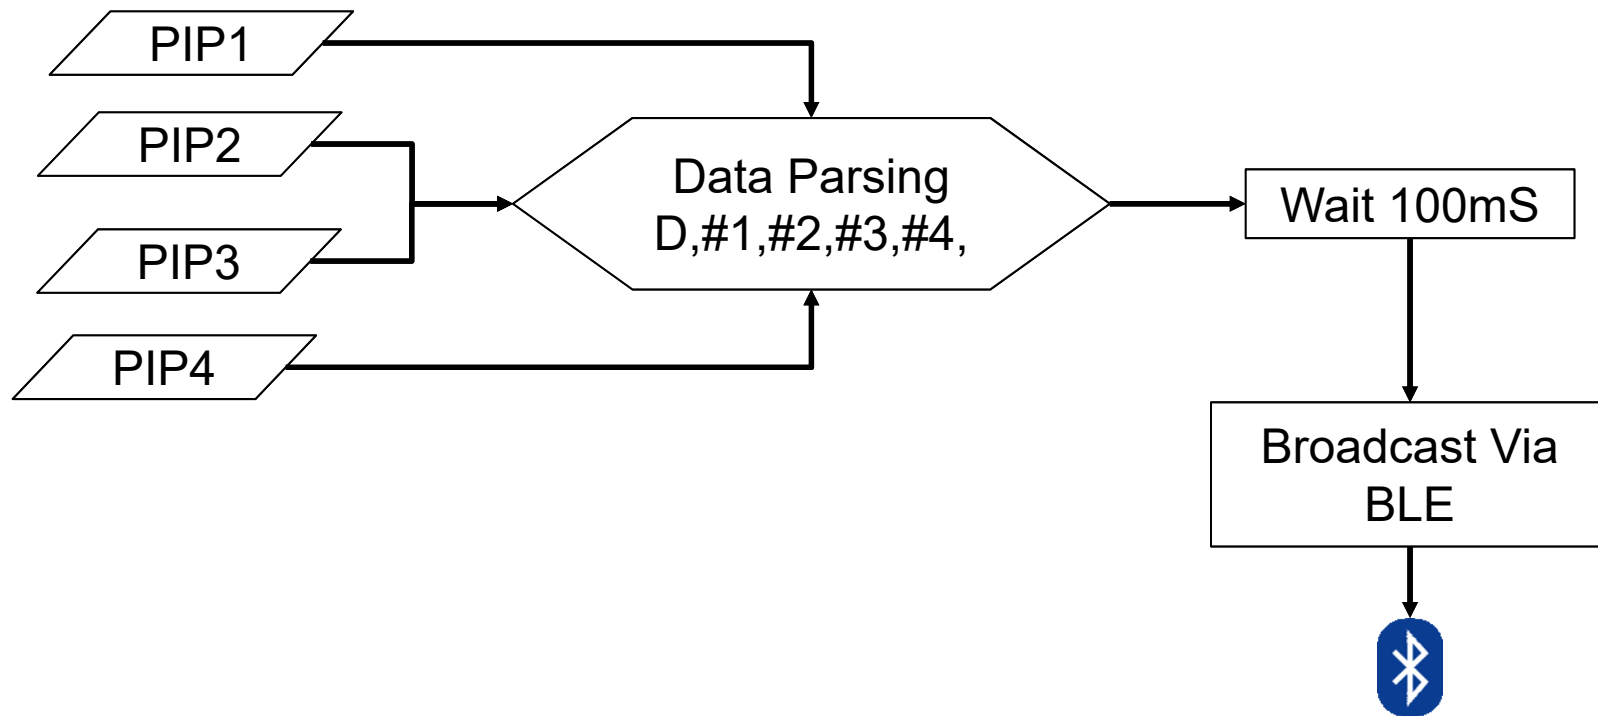 PIP1
PIP2
PIP3
PIP4
Data Parsing
D,#1,#2,#3,#4,
Wait 100mS
Broadcast Via
BLE